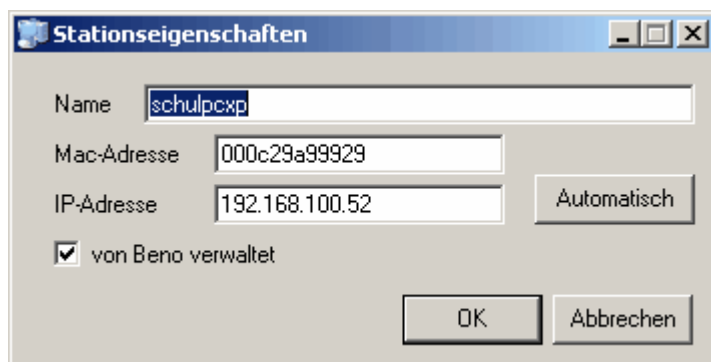 Stationseigenschaften
Name schulpcxp
Mac-Adresse 000c29a99929
IP-Adresse 192.168.100.52 Automatisch
von Beno verwaltet
OK Abbrechen